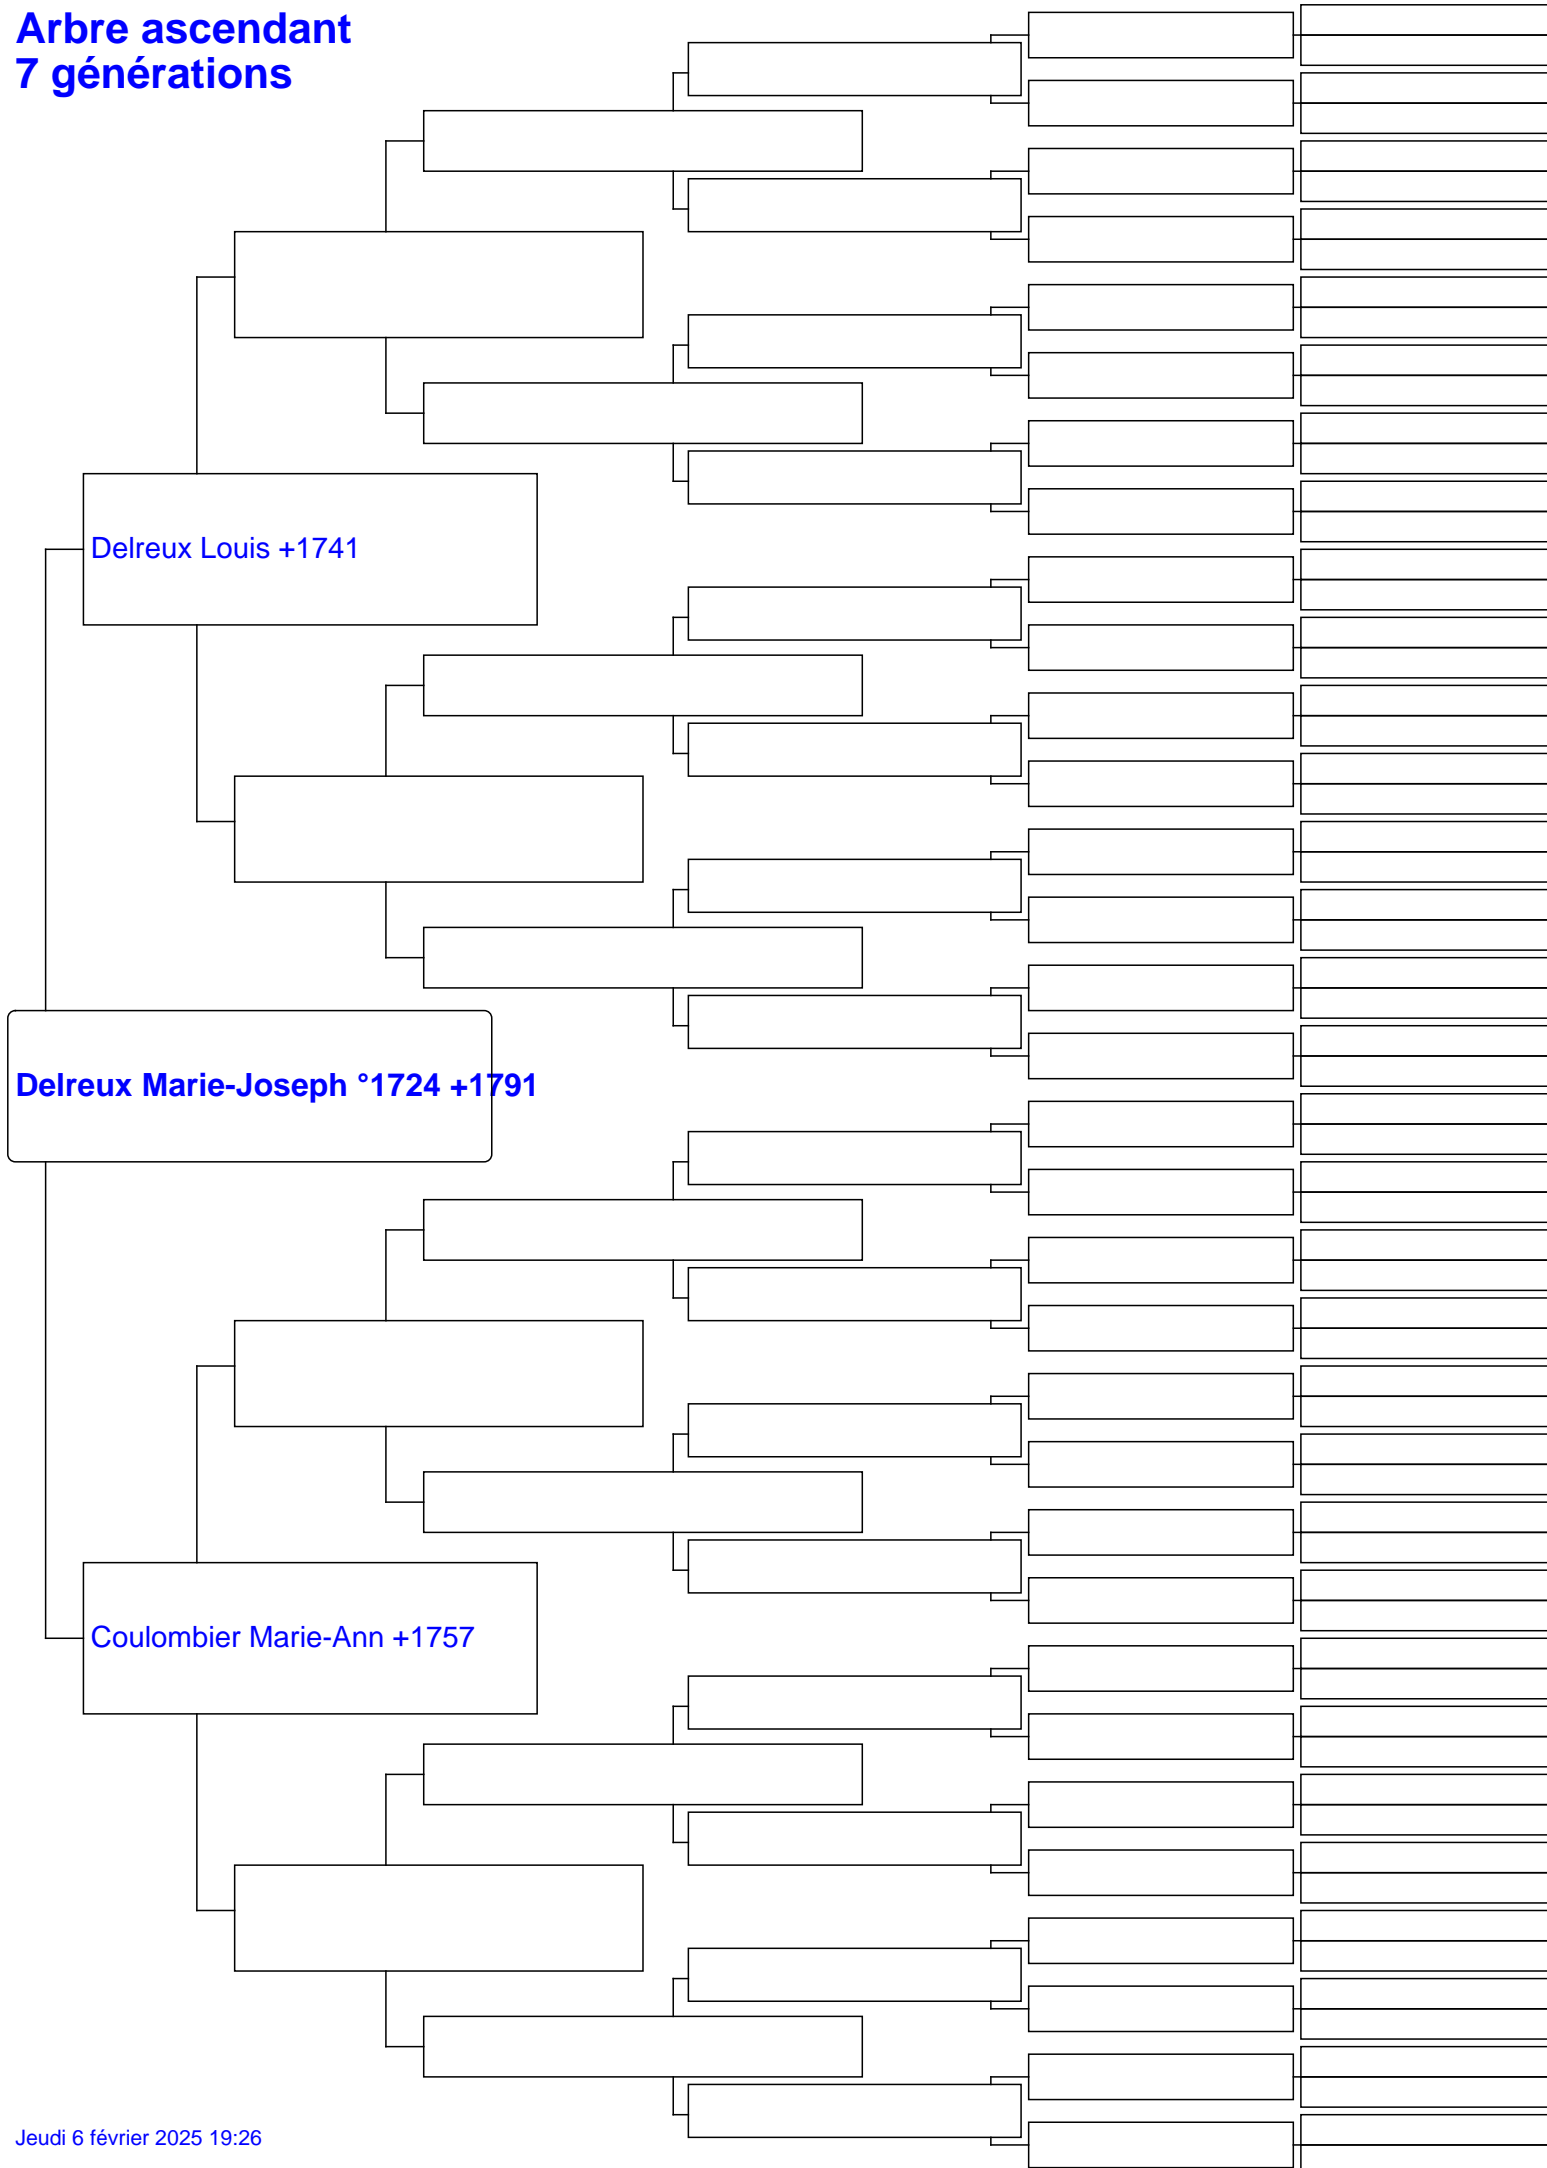 Arbre ascendant
7 générations
Delreux Louis +1741
Delreux Marie-Joseph °1724 +1791
Coulombier Marie-Ann +1757
Jeudi 6 février 2025 19:26